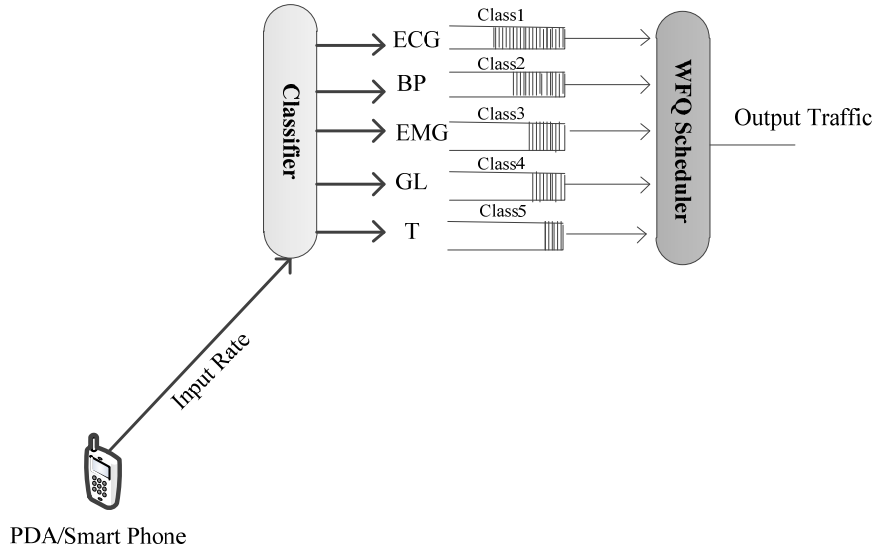 Classifier
ECG
Class1
BP
Class2
EMG
Class3
GL
Class4
T
Class5
WFQ Scheduler
Output Traffic
Input Rate
PDA/Smart Phone